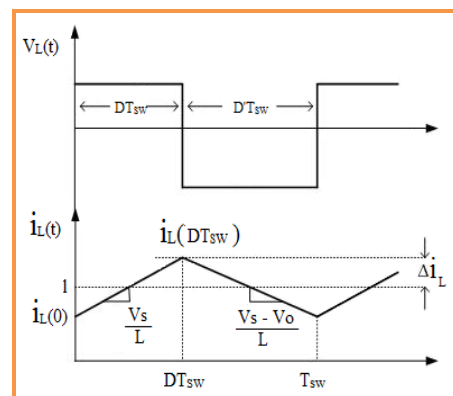 VL(t)
DTsw
D'Tsw
iL(t)
iL(DTsw)
ΔiL
1
iL(0)
Vs
L
Vs - Vo
L
DTsw
Tsw